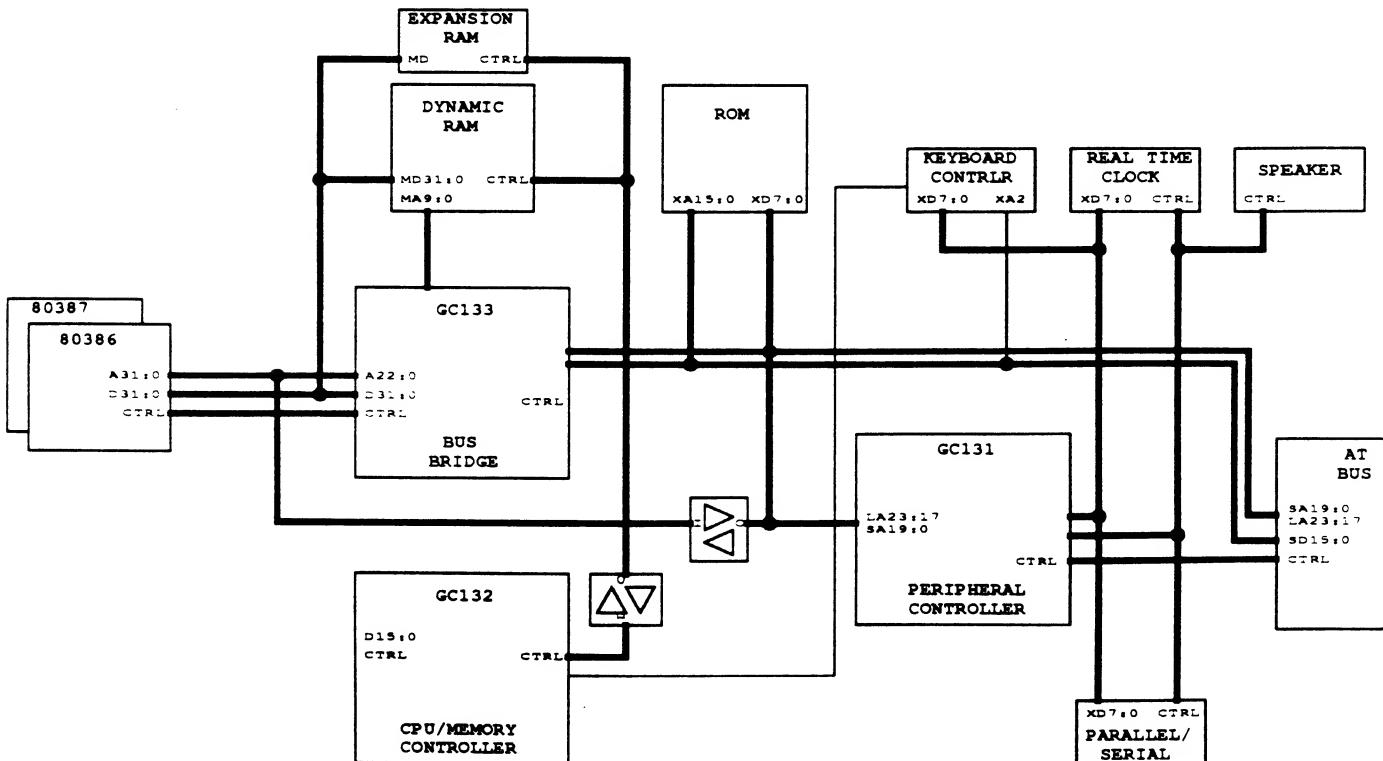 EXPANSION
RAM
MD CTRL
DYNAMIC
RAM
MD31:0 CTRL
MA9:0
ROM
XA15:0 XD7:0
KEYBOARD
CONTRLR
XD7:0 XA2
REAL TIME
CLOCK
XD7:0 CTRL
SPEAKER
CTRL
80387
80386
A31:0
D31:0
CTRL
GC133
A22:0
D31:0
CTRL
CTRL
BUS
BRIDGE
GC131
LA23:17
SA19:0
CTRL
PERIPHERAL
CONTROLLER
AT
BUS
SA19:0
LA23:17
SD15:0
CTRL
GC132
D15:0
CTRL CTRL
CPU/MEMORY
CONTROLLER
XD7:0 CTRL
PARALLEL/
SERIAL